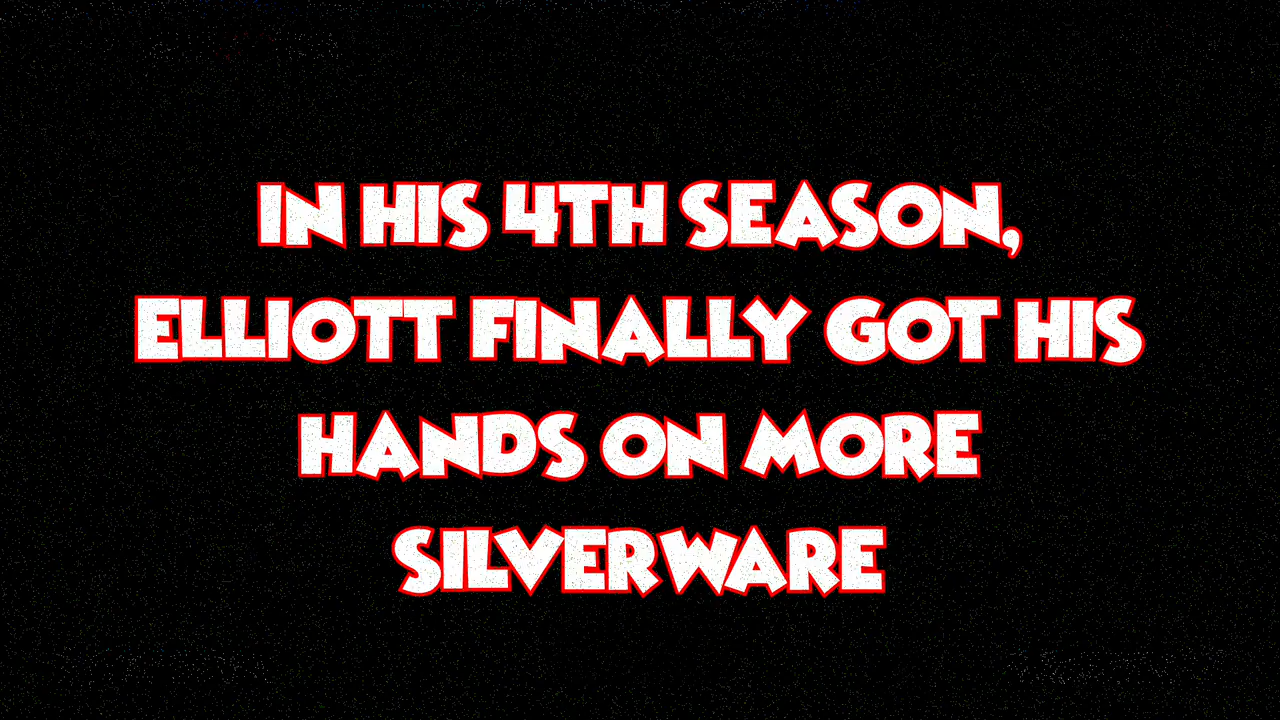 IN HIS 4TH SEASON,
ELLIOTT FINALLY GOT HIS
HANDS ON MORE
SILVERWARE